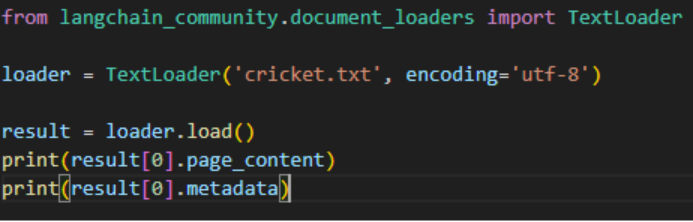 from langchain_community.document_loaders import TextLoader
loader = TextLoader('cricket.txt', encoding='utf-8')
result = loader.load()
print(result[0].page_content)
print(result[0].metadata)